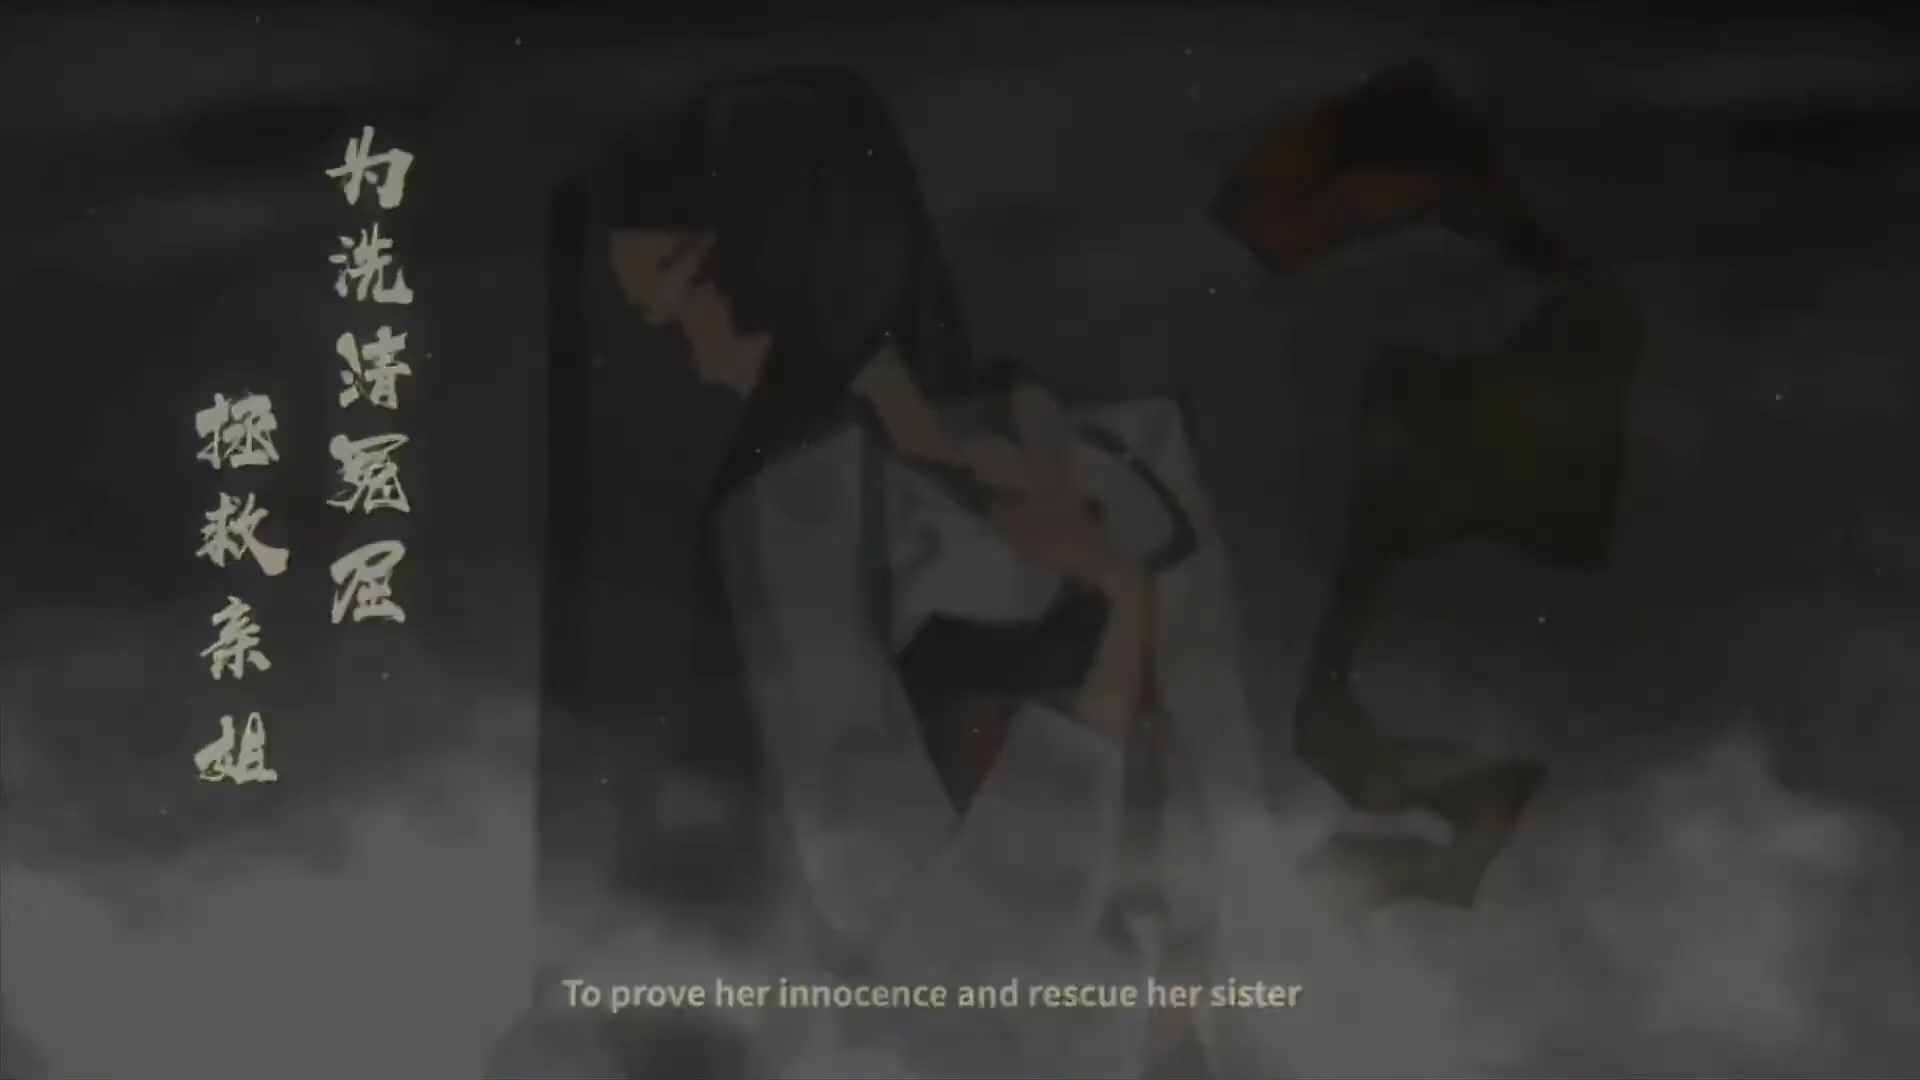 为洗清冤屈
拯救亲姐
To prove her innocence and rescue her sister